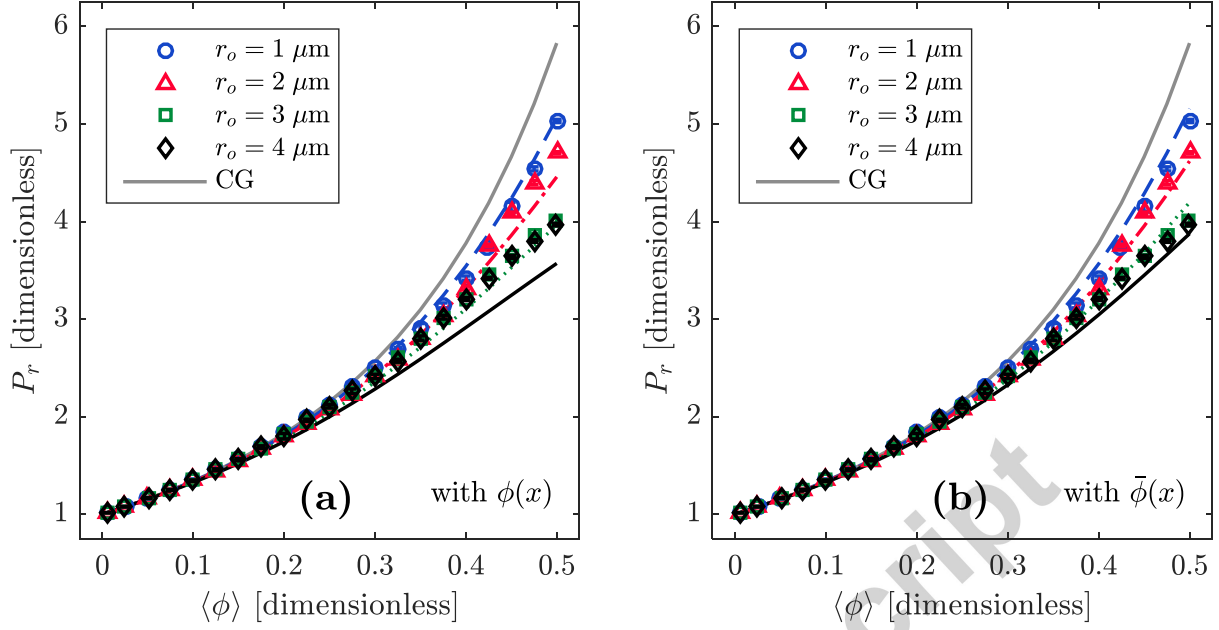 6
5
4
3
2
1
P_r [dimensionless]
r_o = 1 μm
r_o = 2 μm
r_o = 3 μm
r_o = 4 μm
CG
(a) with ϕ(x)
0 0.1 0.2 0.3 0.4 0.5
⟨ϕ⟩ [dimensionless]
6
5
4
3
2
1
P_r [dimensionless]
r_o = 1 μm
r_o = 2 μm
r_o = 3 μm
r_o = 4 μm
CG
(b) with ϕ̄(x)
0 0.1 0.2 0.3 0.4 0.5
⟨ϕ⟩ [dimensionless]
cript